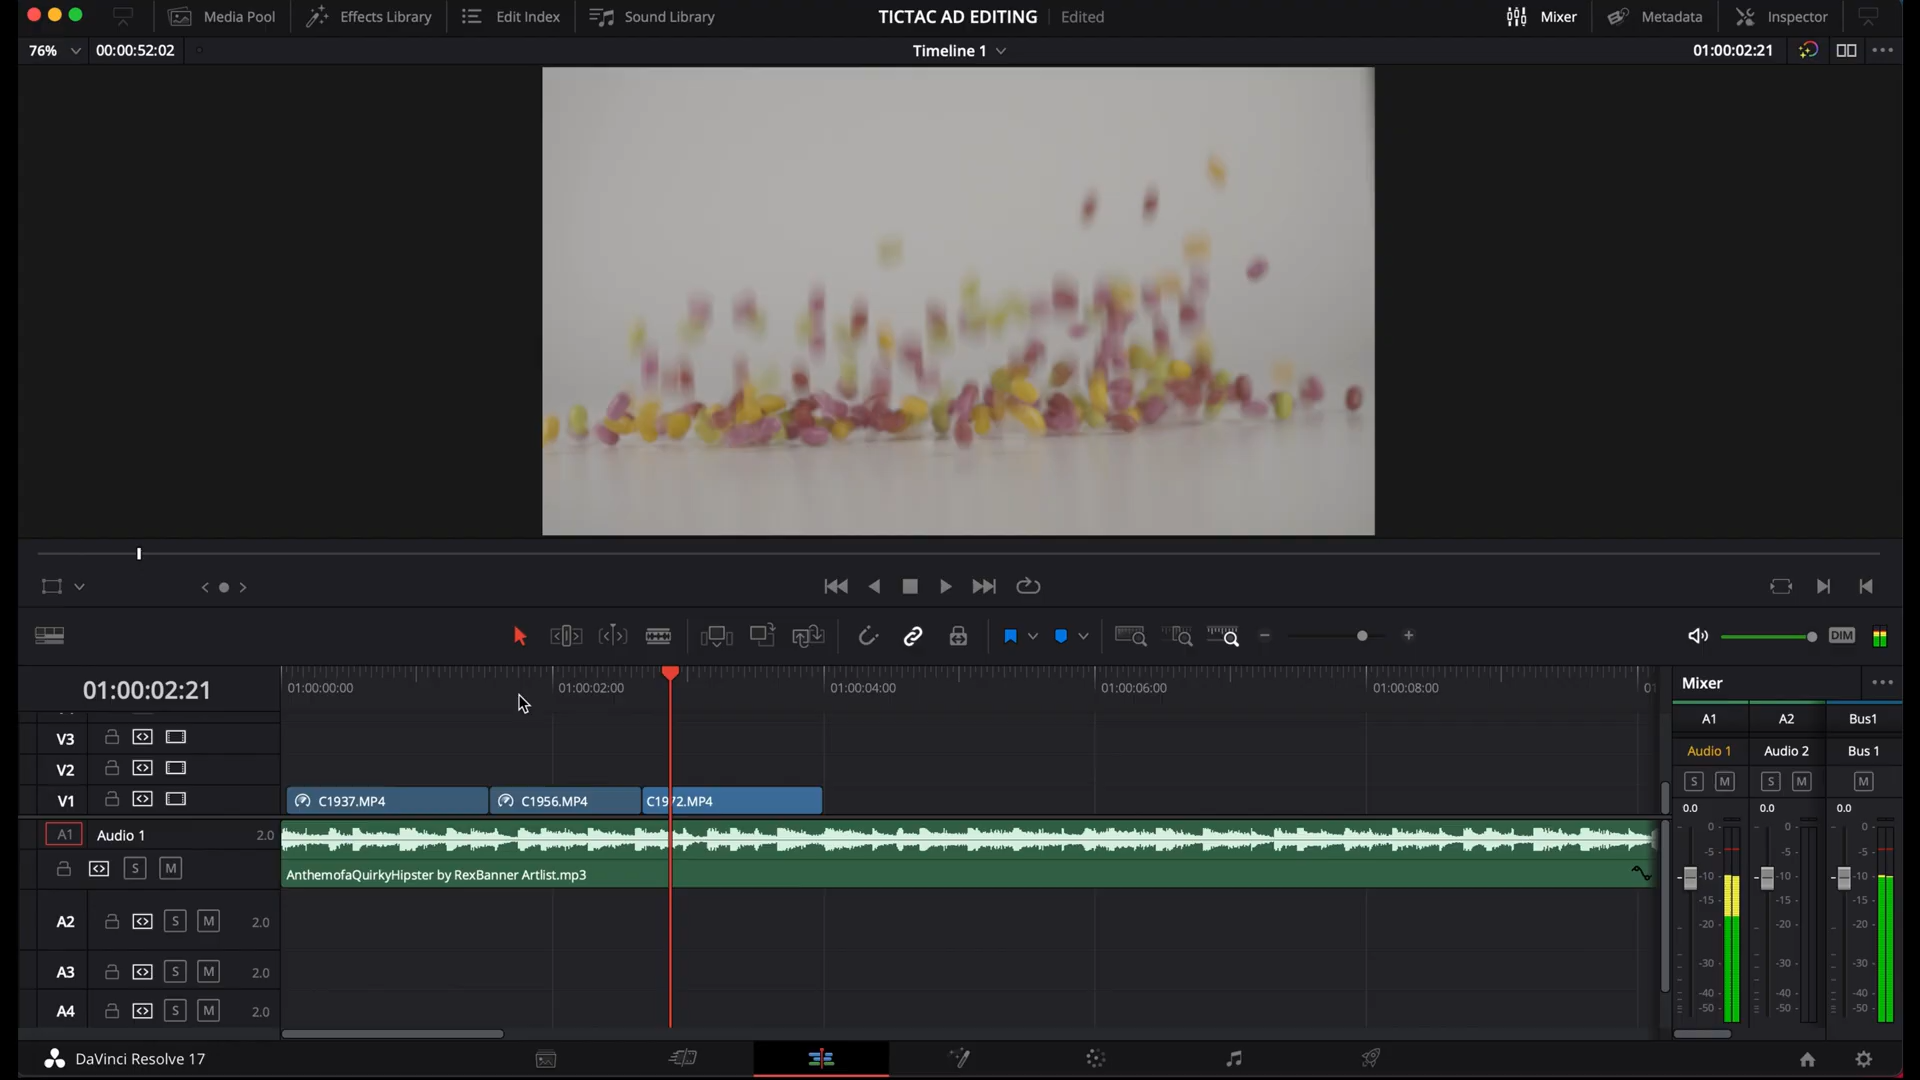 Media Pool Effects Library Edit Index Sound Library TICTAC AD EDITING Edited Mixer Metadata Inspector
76% 00:00:52:02 Timeline 1 01:00:02:21
DIM
01:00:02:21 01:00:00:00 01:00:02:00 01:00:04:00 01:00:06:00 01:00:08:00
Mixer
V3
V2
V1 C1937.MP4 C1956.MP4 C1972.MP4
A1 Audio 1 2.0
S M
AnthemofaQuirkyHipster by RexBanner Artlist.mp3
A2 S M 2.0
A3 S M 2.0
A4 S M 2.0
A1 A2 Bus1
Audio 1 Audio 2 Bus 1
S M S M M
0.0 0.0 0.0
0 0 0
-5 -5 -5
-10 -10 -10
-15 -15 -15
-20 -20 -20
-30 -30 -30
-40 -40 -40
-50 -50 -50
DaVinci Resolve 17